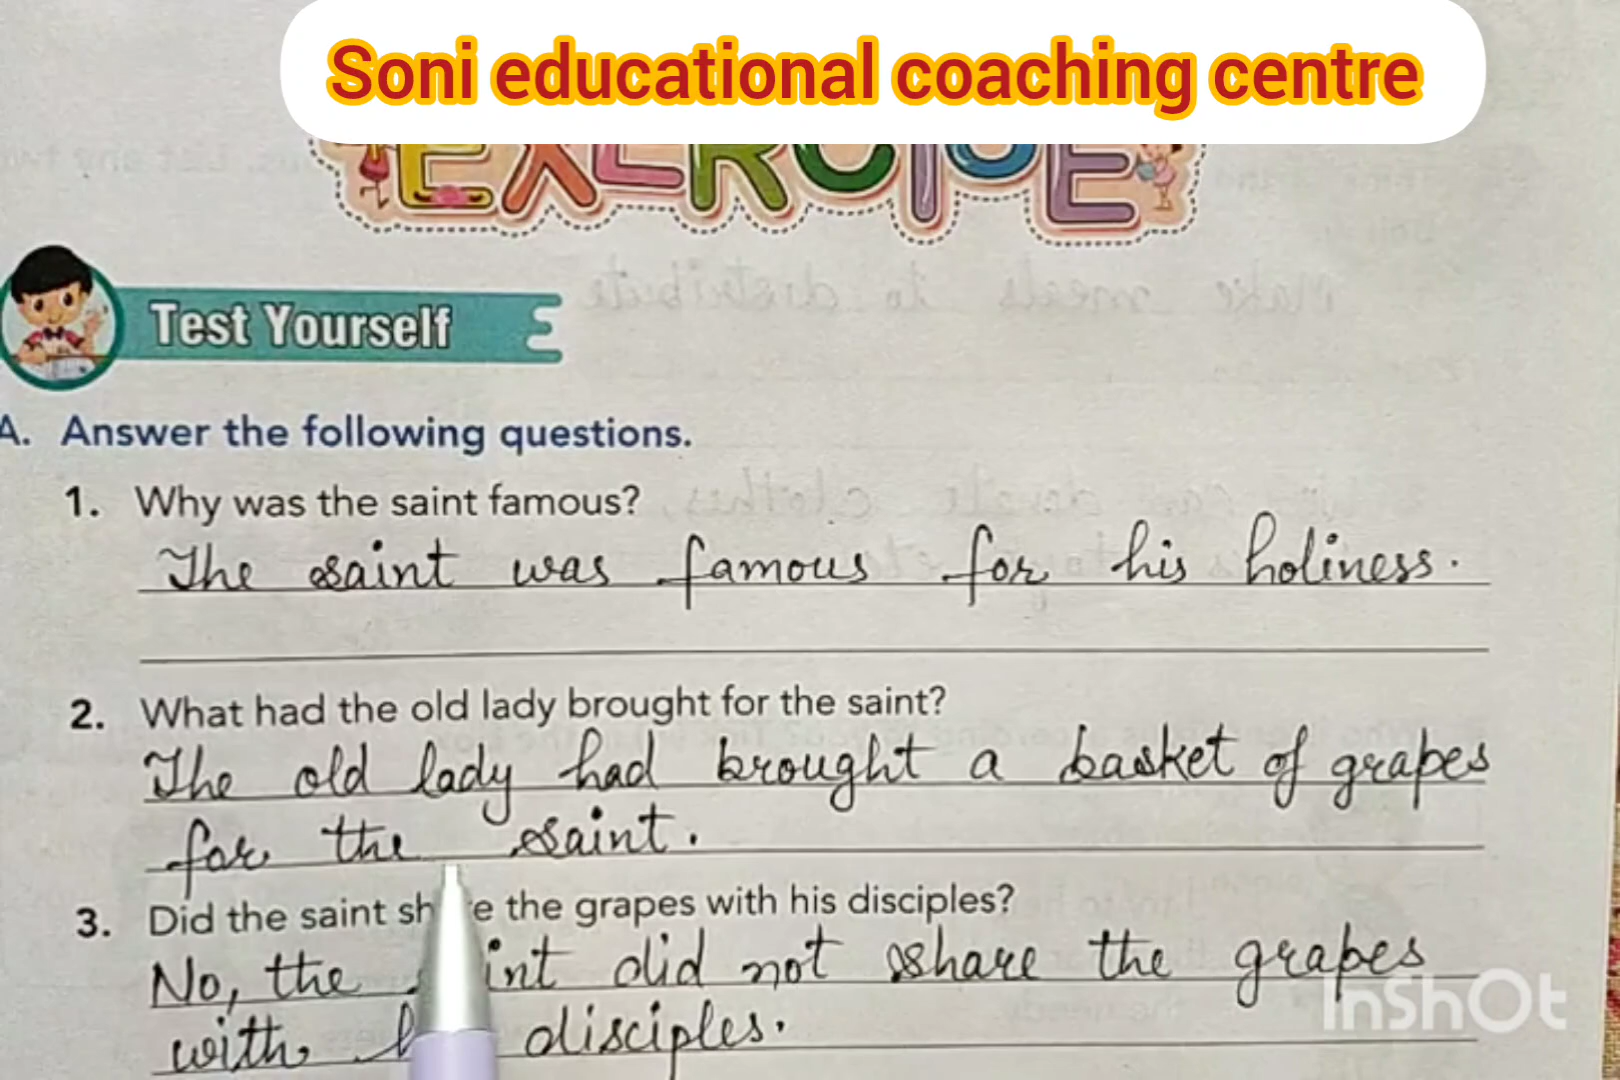 Soni educational coaching centre
EXERCISE
Test Yourself
A. Answer the following questions.
1. Why was the saint famous?
The saint was famous for his holiness.
2. What had the old lady brought for the saint?
The old lady had brought a basket of grapes
for the saint.
3. Did the saint sh e the grapes with his disciples?
No, the int did not share the grapes
with disciples.
InShOt